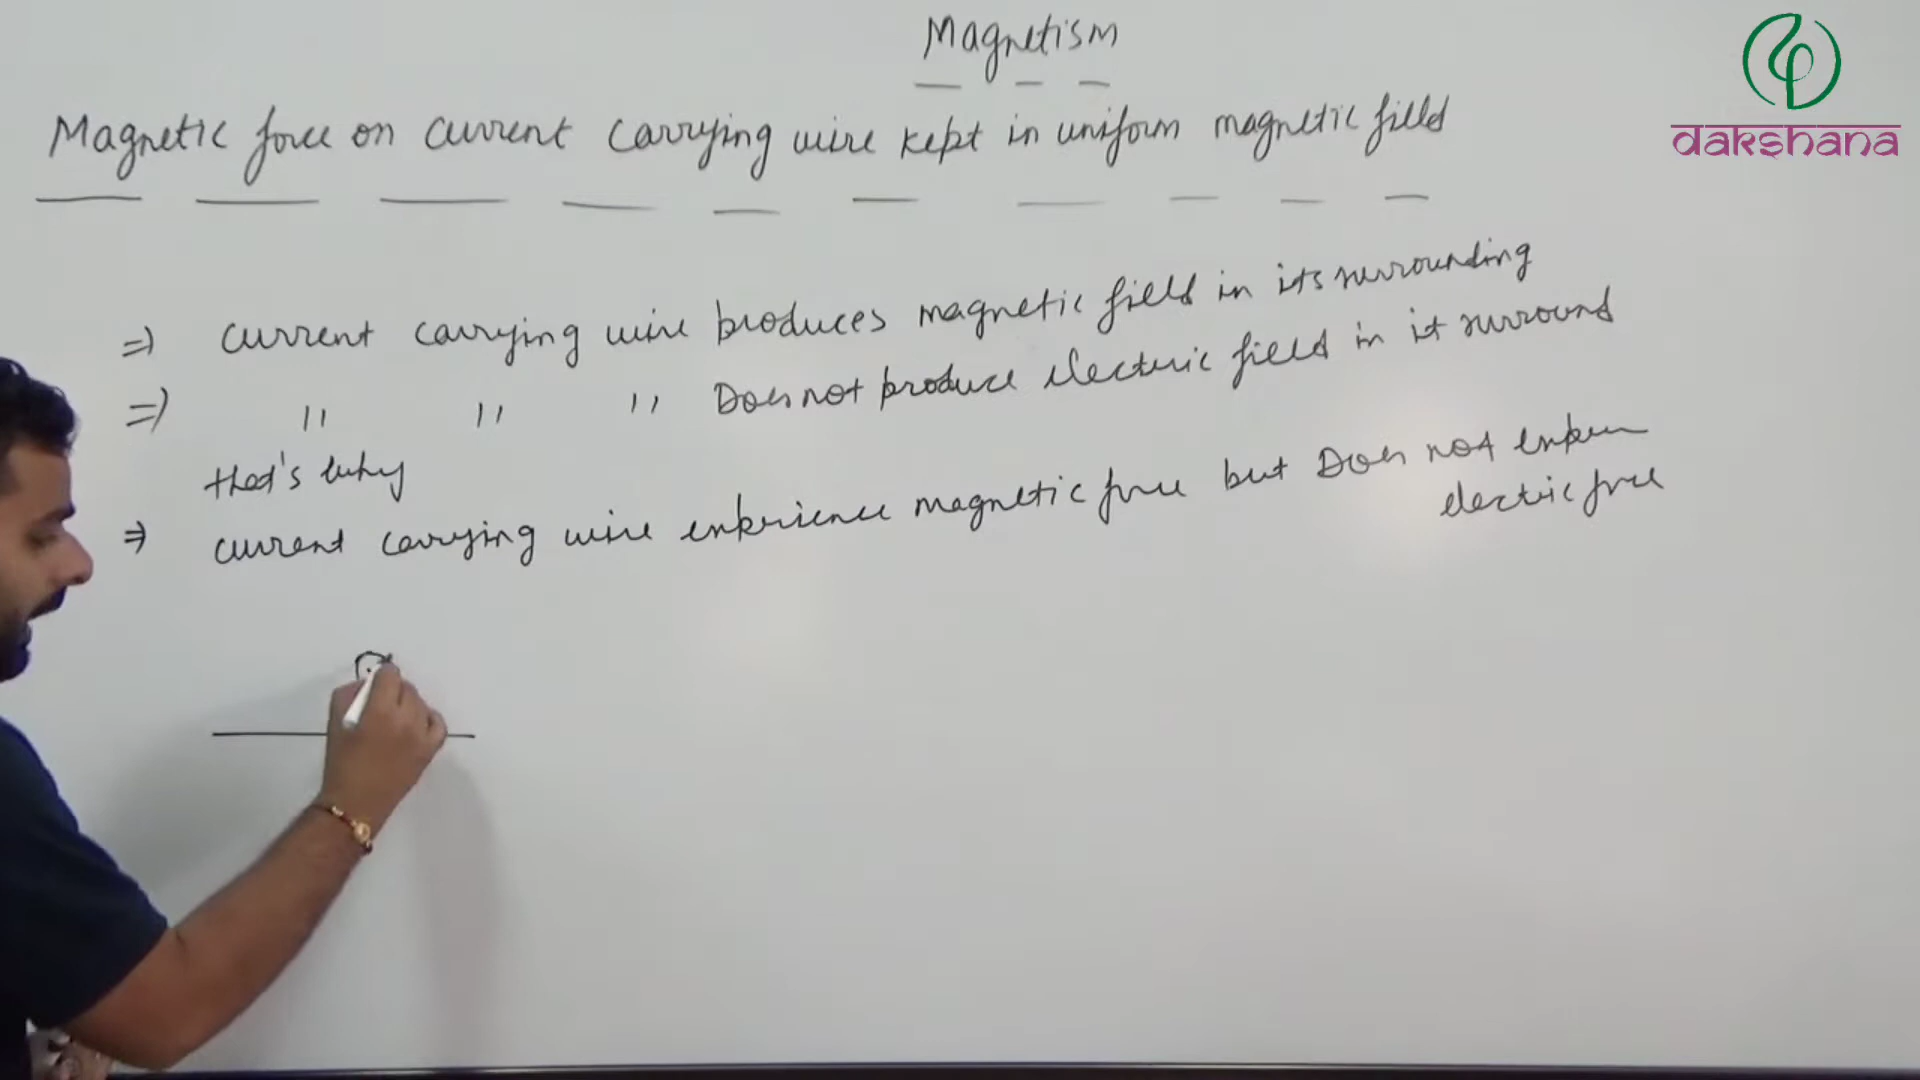 Magnetism
dakshana
Magnetic force on current carrying wire kept in uniform magnetic field
⇒ current carrying wire produces magnetic field in its surrounding
⇒ " " " Does not produce electric field in it surround
that's why
⇒ current carrying wire experience magnetic force but Does not
electric force